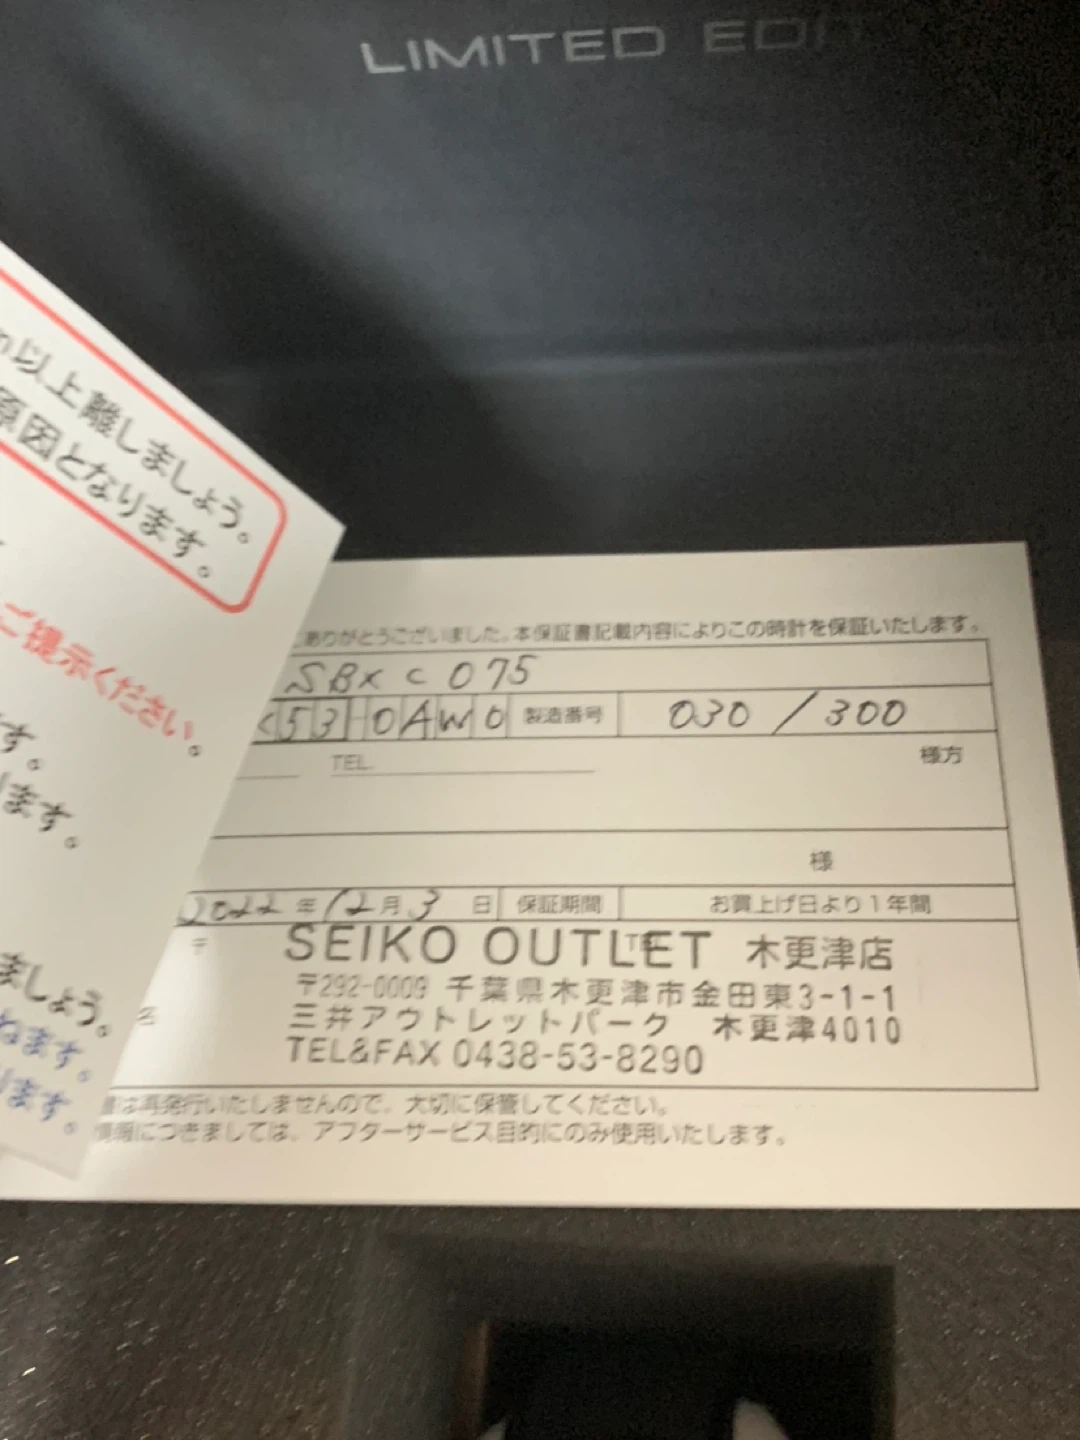 LIMITED EDIT
以上離しましょう。
原因となります。
ご提示ください。
す。
ます。
ましょう。
ねます。
ります。
ありがとうございました。本保証書記載内容によりこの時計を保証いたします。
SBXC075
53-0AW0 製造番号 030/300
TEL.
様方
様
2022年12月3日 保証期間 お買上げ日より1年間
〒 TEL
SEIKO OUTLET 木更津店
〒292-0009 千葉県木更津市金田東3-1-1
名 三井アウトレットパーク 木更津4010
TEL&FAX 0438-53-8290
は再発行いたしませんので、大切に保管してください。
情報につきましては、アフターサービス目的にのみ使用いたします。